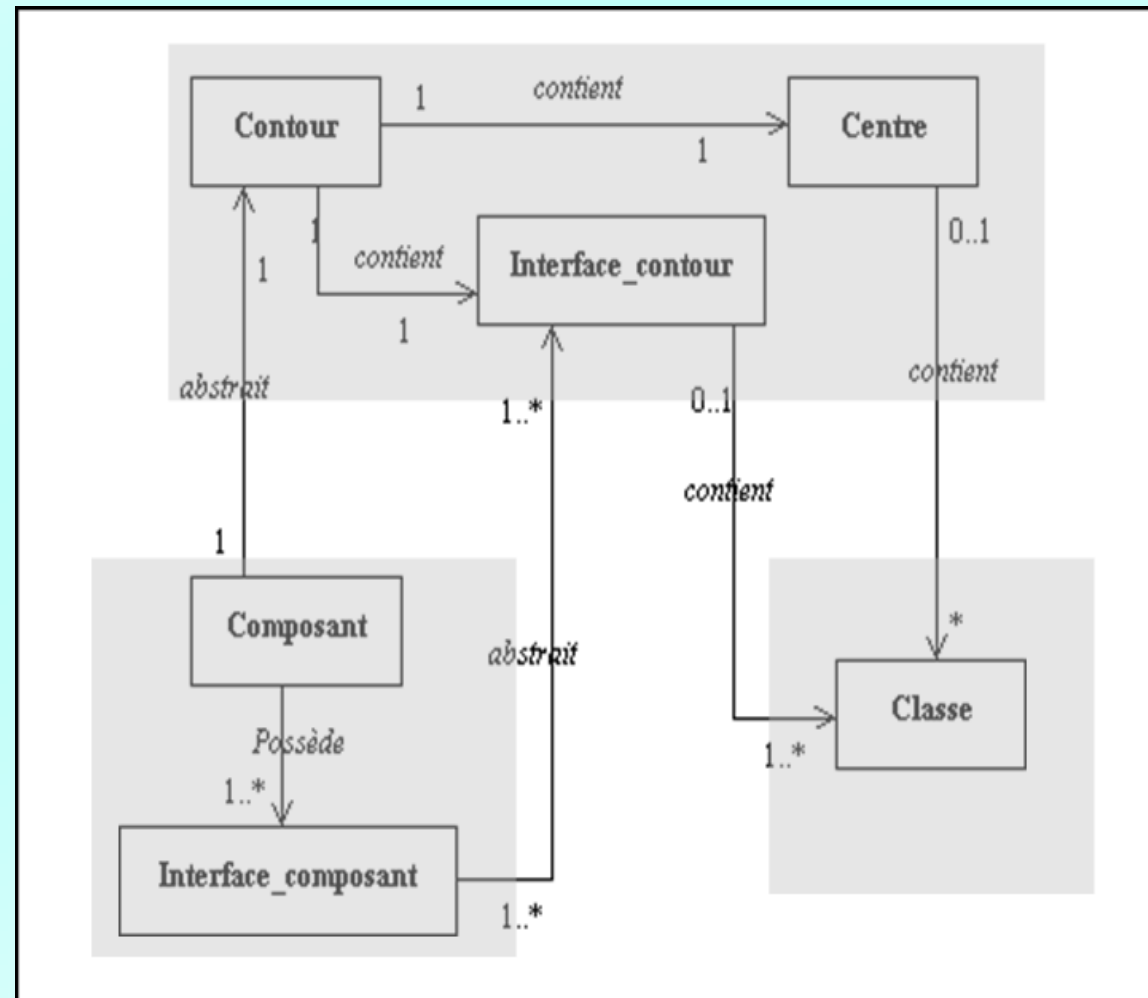 contient
1
Contour
Centre
1
1
0..1
contient
Interface_contour
1
1
contient
abstrait
0..1
1..*
contient
1
Composant
*
abstrait
Classe
Possède
1..*
1..*
Interface_composant
1..*